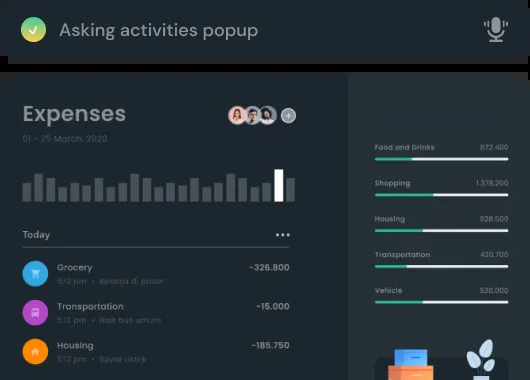 Asking activities popup
Expenses
01 - 25 March, 2020
Today
Grocery -326.800
5:12 pm • Belanja di pasar
Transportation -15.000
5:12 pm • Naik bus umum
Housing -185.750
5:12 pm • Bayar Listrik
Food and Drinks 872.400
Shopping 1.378.200
Housing 928.500
Transportation 420.700
Vehicle 520.000